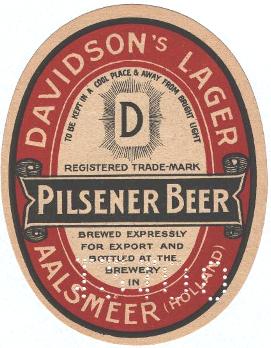 DAVIDSON'S LAGER
TO BE KEPT IN A COOL PLACE & AWAY FROM BRIGHT LIGHT
D
REGISTERED TRADE-MARK
PILSENER BEER
BREWED EXPRESSLY
FOR EXPORT AND
BOTTLED AT THE
BREWERY
IN
AALSMEER (HOLLAND)